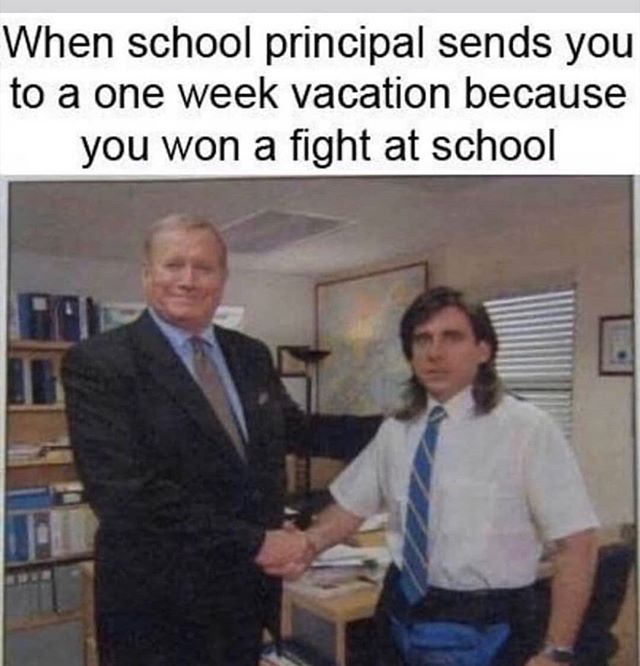 When school principal sends you
to a one week vacation because
you won a fight at school